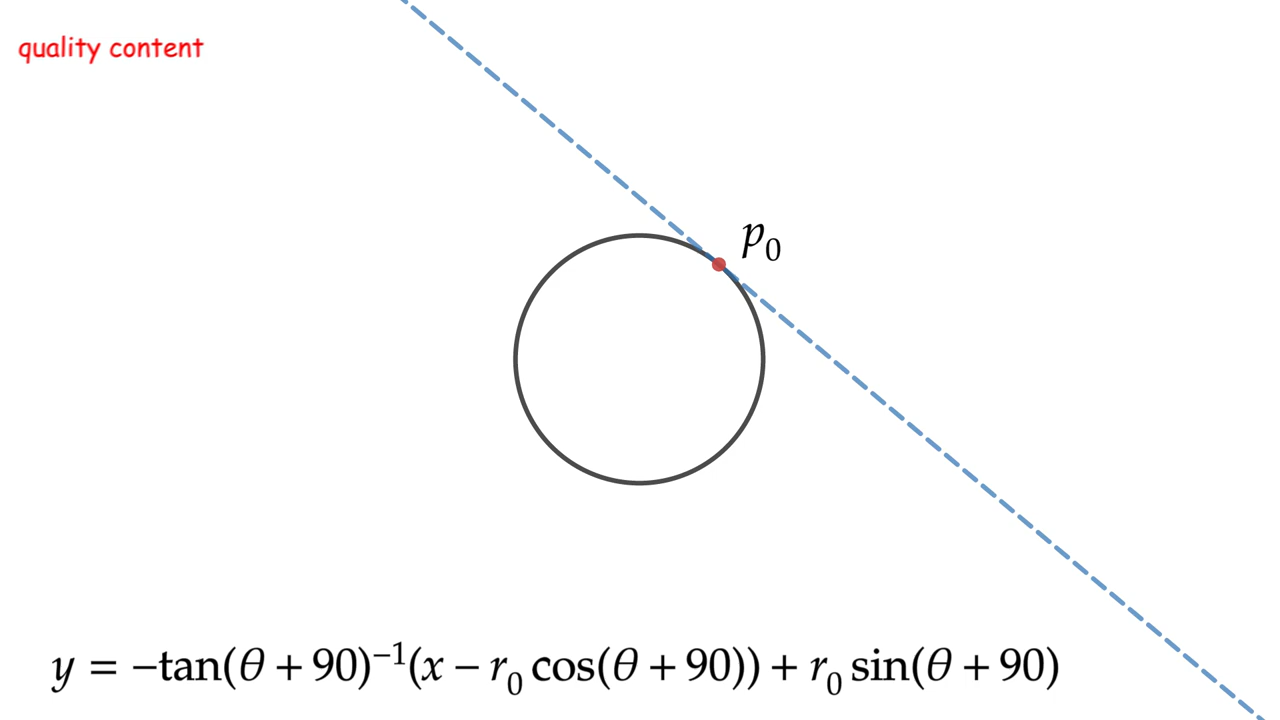 quality content
p₀
y = −tan(θ + 90)⁻¹(x − r₀ cos(θ + 90)) + r₀ sin(θ + 90)